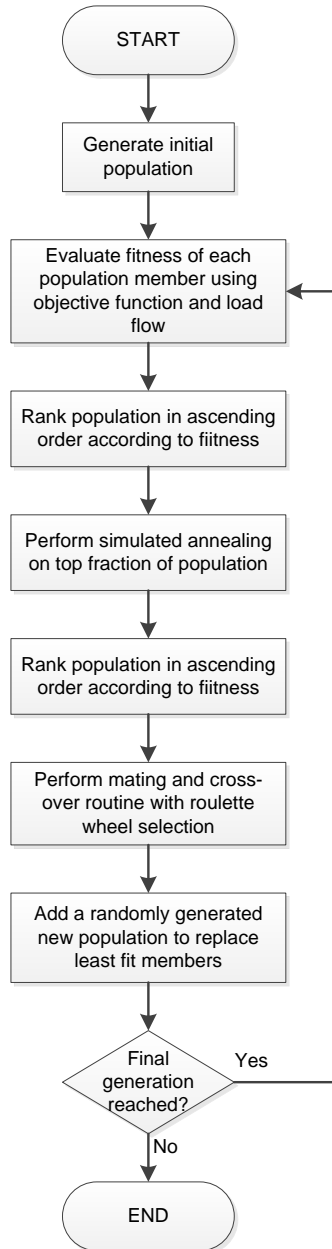 START
Generate initial
population
Evaluate fitness of each
population member using
objective function and load
flow
Rank population in ascending
order according to fiitness
Perform simulated annealing
on top fraction of population
Rank population in ascending
order according to fiitness
Perform mating and cross-
over routine with roulette
wheel selection
Add a randomly generated
new population to replace
least fit members
Final
generation
reached?
Yes
No
END